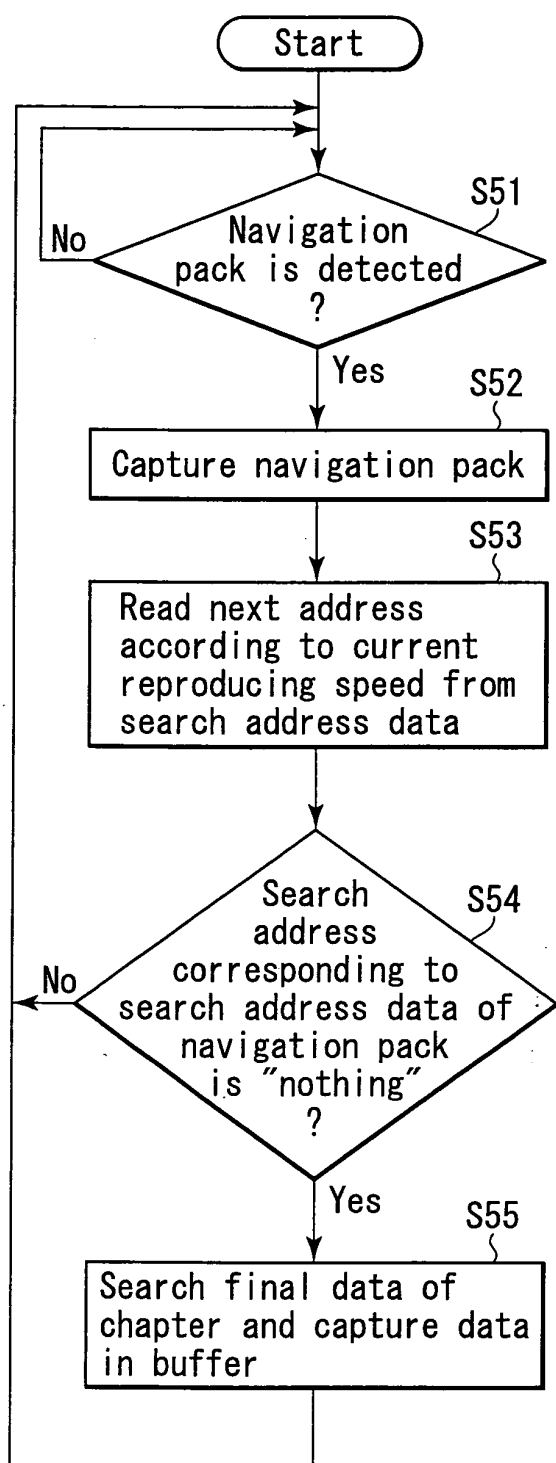 Start
S51
No
Navigation
pack is detected
?
Yes
S52
Capture navigation pack
S53
Read next address
according to current
reproducing speed from
search address data
S54
Search
address
No
corresponding to
search address data of
navigation pack
is "nothing"
?
Yes
S55
Search final data of
chapter and capture data
in buffer